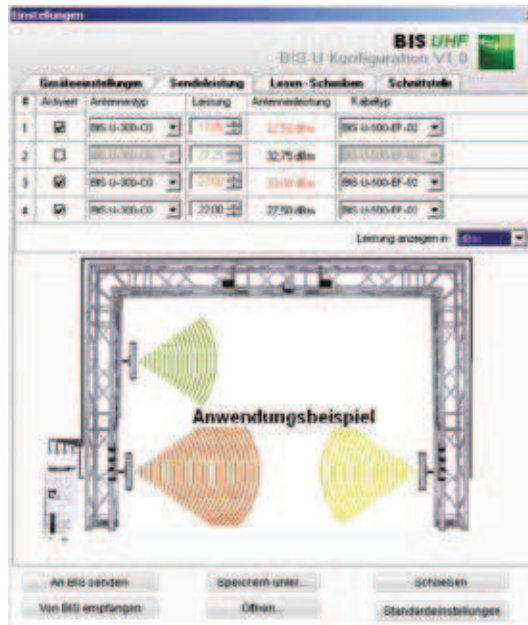 Einstellungen
BIS UHF
BIS U Konfiguration V1.0
Geräteeinstellungen Sendeleistung Lesen - Schreiben Schnittstelle
# Aktiviert Antennentyp Leistung Antennenleistung Kabeltyp
1 BIS U-300-C0 BIS U-500-EF-02
2 32,75 dBm
3 BIS U-300-C0 BIS U-500-EF-02
4 BIS U-300-C0 22,00 27,50 dBm BIS U-500-EF-02
Leistung anzeigen in dBm
Anwendungsbeispiel
An BIS senden Speichern unter... Schließen
Von BIS empfangen Öffnen... Standardeinstellungen